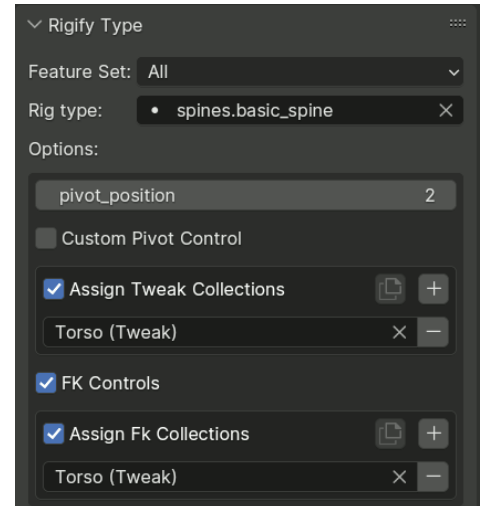 Rigify Type
Feature Set: All
Rig type: • spines.basic_spine
Options:
pivot_position 2
Custom Pivot Control
Assign Tweak Collections
Torso (Tweak)
FK Controls
Assign Fk Collections
Torso (Tweak)